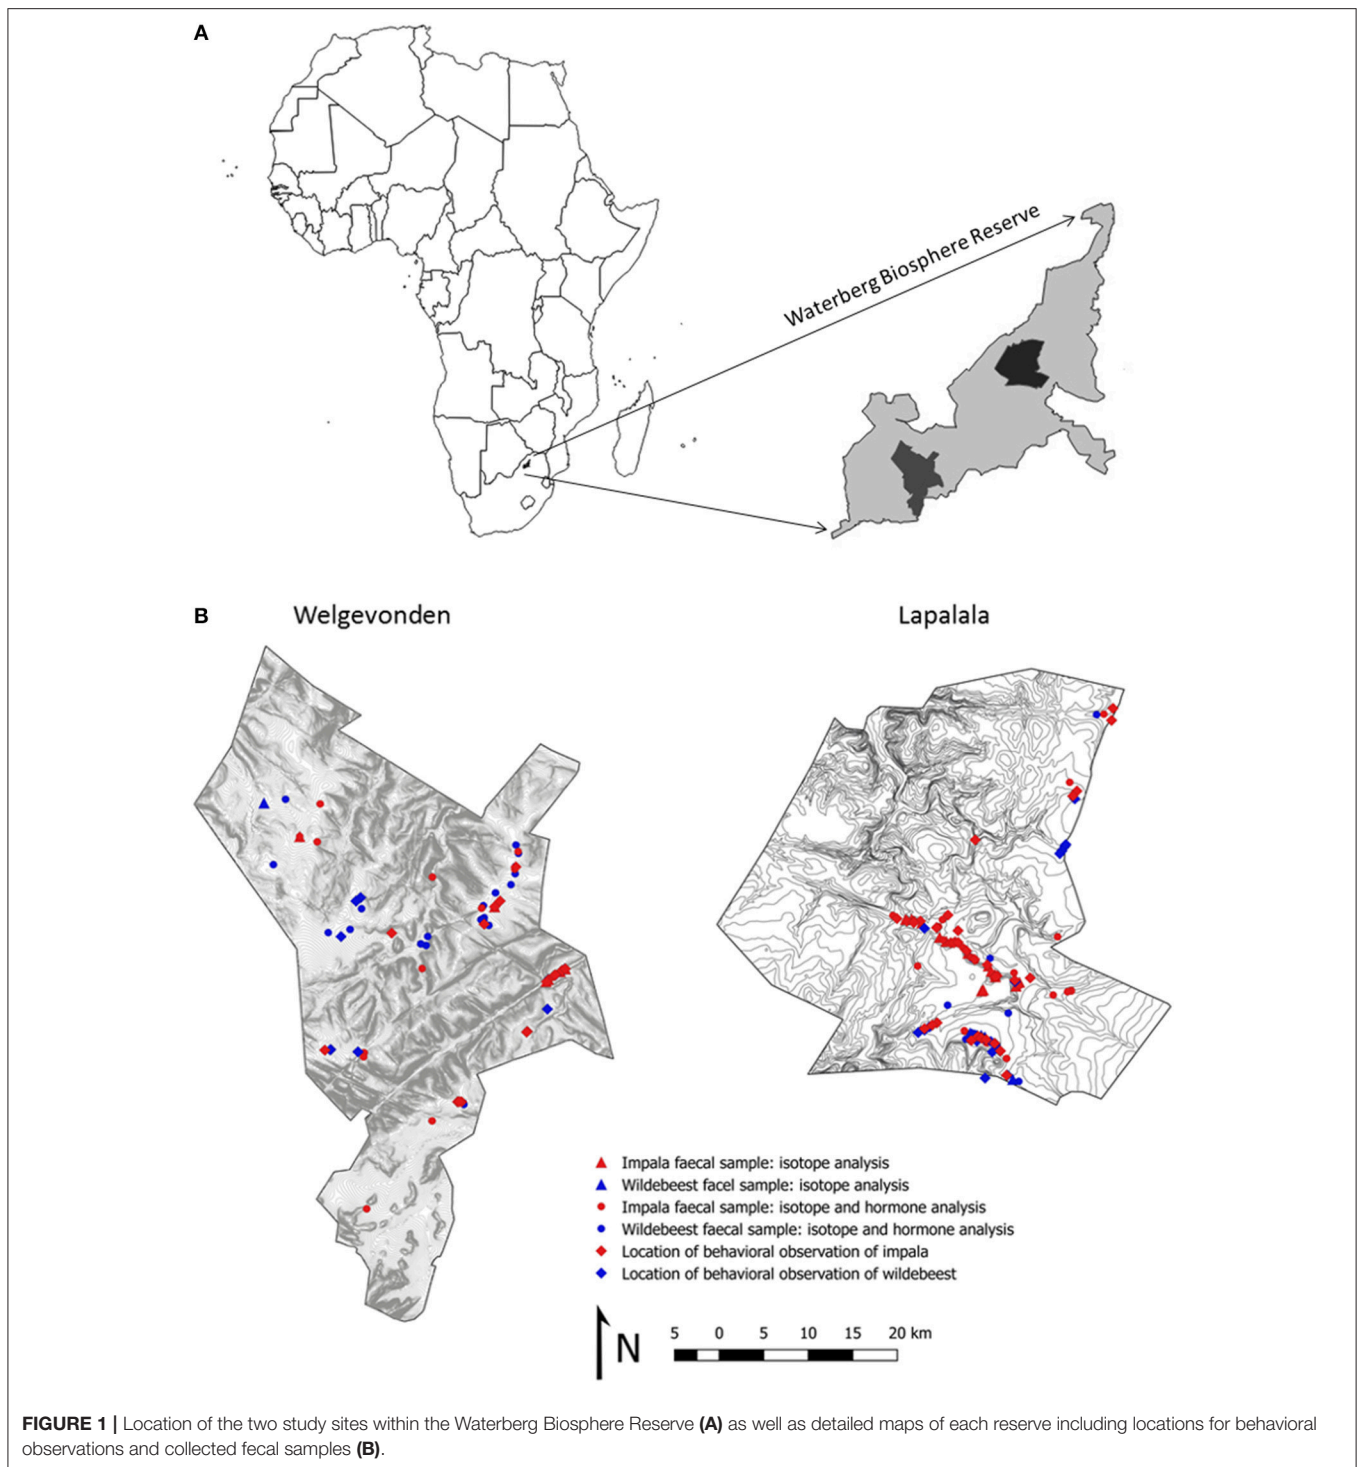 A
Waterberg Biosphere Reserve
B
Welgevonden
Lapalala
Impala faecal sample: isotope analysis
Wildebeest facel sample: isotope analysis
Impala faecal sample: isotope and hormone analysis
Wildebeest faecal sample: isotope and hormone analysis
Location of behavioral observation of impala
Location of behavioral observation of wildebeest
N
5 0 5 10 15 20 km
FIGURE 1 | Location of the two study sites within the Waterberg Biosphere Reserve (A) as well as detailed maps of each reserve including locations for behavioral
observations and collected fecal samples (B).